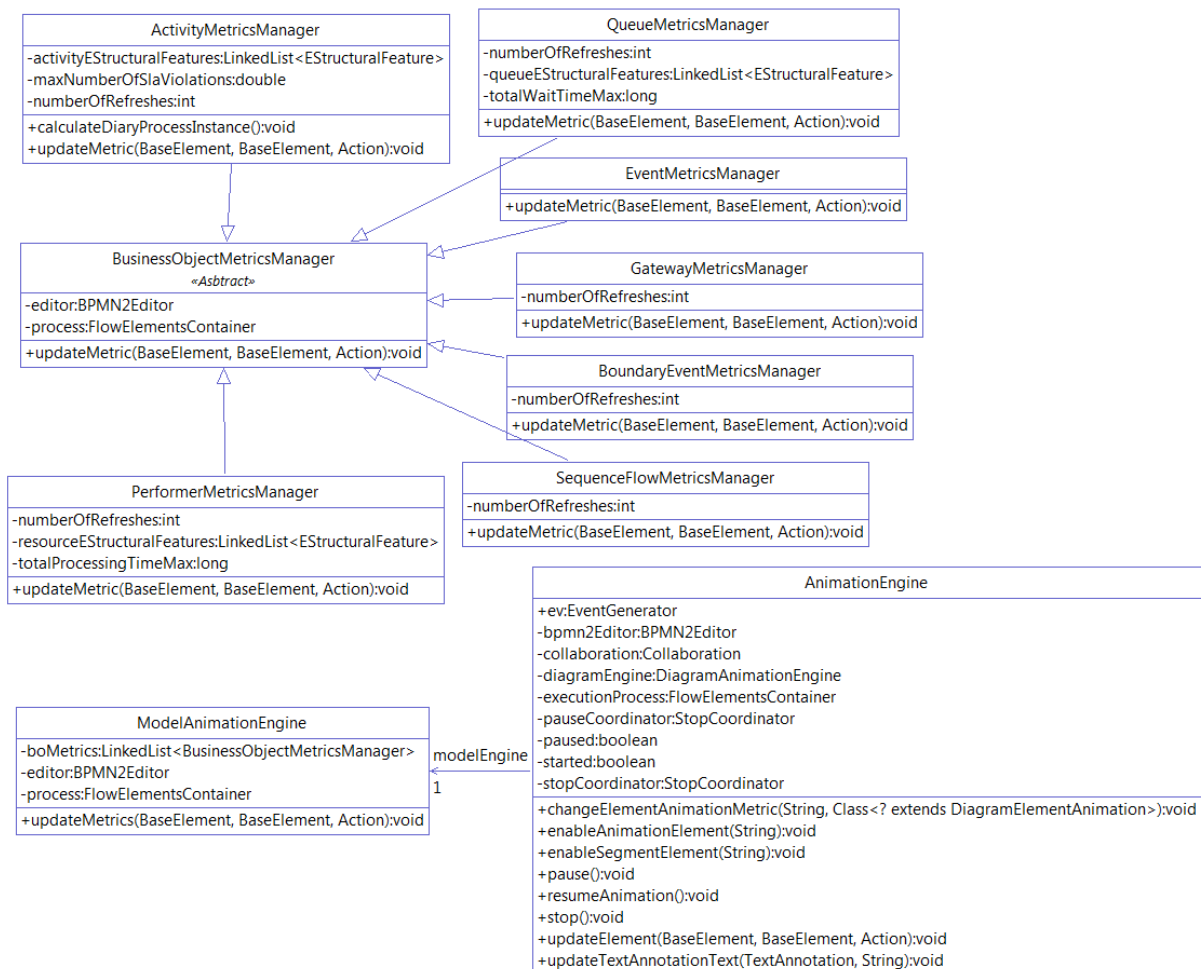 ActivityMetricsManager
-activityEStructuralFeatures:LinkedList<EStructuralFeature>
-maxNumberOfSlaViolations:double
-numberOfRefreshes:int
+calculateDiaryProcessInstance():void
+updateMetric(BaseElement, BaseElement, Action):void
QueueMetricsManager
-numberOfRefreshes:int
-queueEStructuralFeatures:LinkedList<EStructuralFeature>
-totalWaitTimeMax:long
+updateMetric(BaseElement, BaseElement, Action):void
EventMetricsManager
+updateMetric(BaseElement, BaseElement, Action):void
BusinessObjectMetricsManager
«Asbtract»
-editor:BPMN2Editor
-process:FlowElementsContainer
+updateMetric(BaseElement, BaseElement, Action):void
GatewayMetricsManager
-numberOfRefreshes:int
+updateMetric(BaseElement, BaseElement, Action):void
BoundaryEventMetricsManager
-numberOfRefreshes:int
+updateMetric(BaseElement, BaseElement, Action):void
SequenceFlowMetricsManager
-numberOfRefreshes:int
+updateMetric(BaseElement, BaseElement, Action):void
PerformerMetricsManager
-numberOfRefreshes:int
-resourceEStructuralFeatures:LinkedList<EStructuralFeature>
-totalProcessingTimeMax:long
+updateMetric(BaseElement, BaseElement, Action):void
ModelAnimationEngine
-boMetrics:LinkedList<BusinessObjectMetricsManager>
-editor:BPMN2Editor
-process:FlowElementsContainer
+updateMetrics(BaseElement, BaseElement, Action):void
modelEngine
1
AnimationEngine
+ev:EventGenerator
-bpmn2Editor:BPMN2Editor
-collaboration:Collaboration
-diagramEngine:DiagramAnimationEngine
-executionProcess:FlowElementsContainer
-pauseCoordinator:StopCoordinator
-paused:boolean
-started:boolean
-stopCoordinator:StopCoordinator
+changeElementAnimationMetric(String, Class<? extends DiagramElementAnimation>):void
+enableAnimationElement(String):void
+enableSegmentElement(String):void
+pause():void
+resumeAnimation():void
+stop():void
+updateElement(BaseElement, BaseElement, Action):void
+updateTextAnnotationText(TextAnnotation, String):void